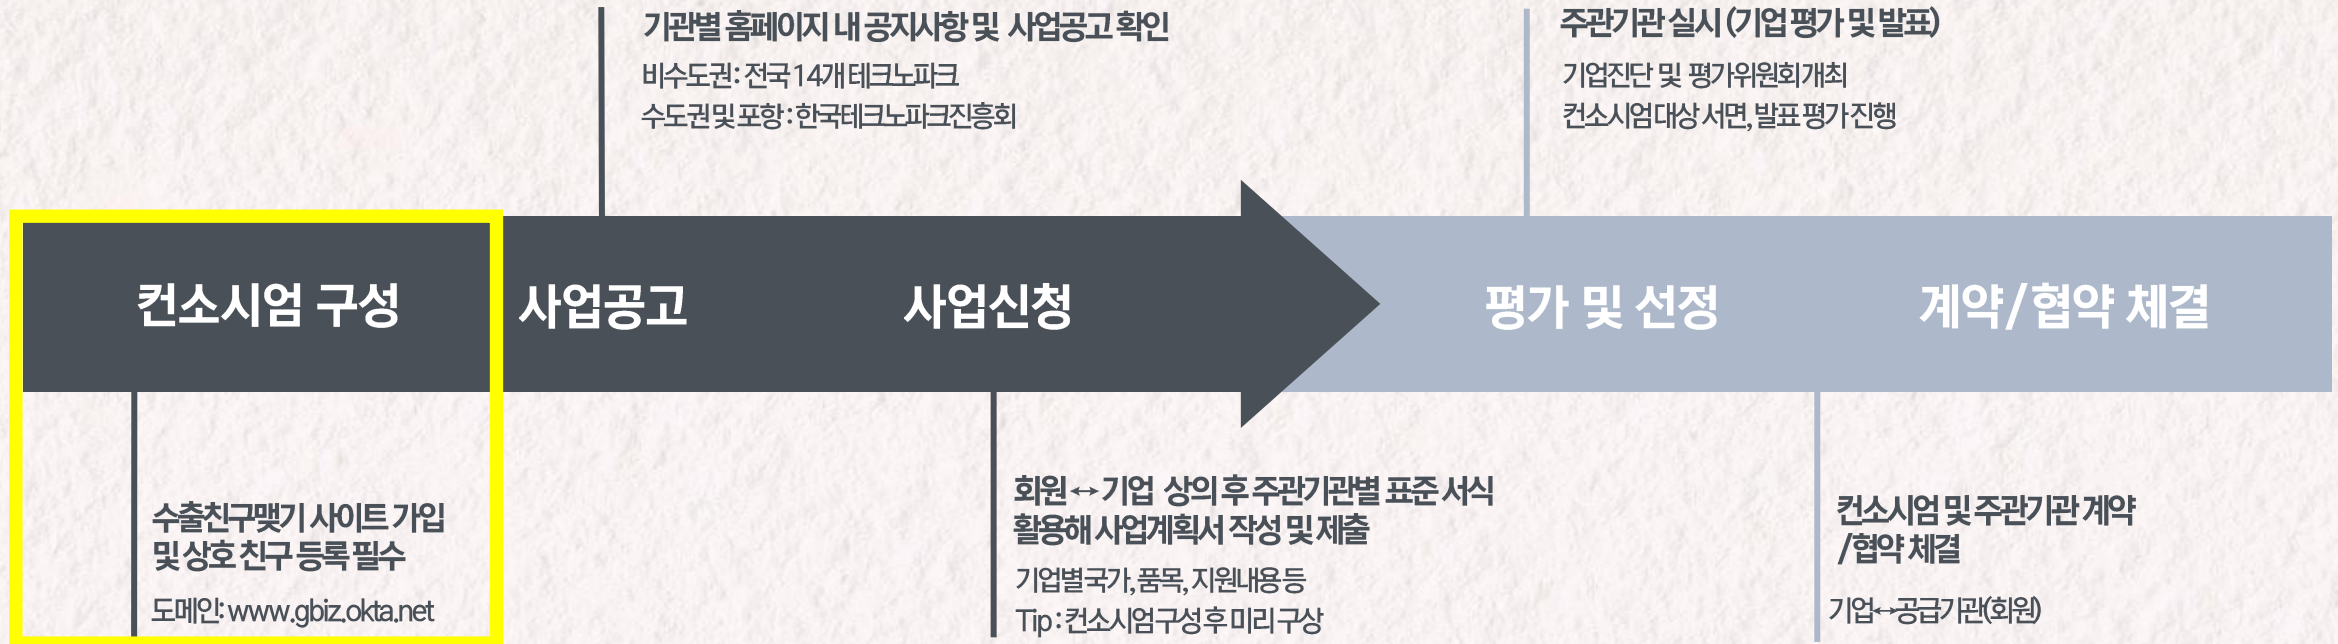 기관별 홈페이지 내 공지사항 및 사업공고 확인
비수도권 : 전국 14개 테크노파크
수도권 및 포항 : 한국테크노파크진흥회
주관기관 실시 (기업 평가 및 발표)
기업진단 및 평가위원회 개최
컨소시엄 대상 서면, 발표 평가 진행
컨소시엄 구성
사업공고
사업신청
평가 및 선정
계약/협약 체결
수출친구맺기 사이트 가입
및 상호 친구 등록 필수
도메인: www.gbiz.okta.net
회원↔기업 상의 후 주관기관별 표준 서식
활용해 사업계획서 작성 및 제출
기업별 국가, 품목, 지원내용 등
Tip : 컨소시엄 구성 후 미리 구상
컨소시엄 및 주관기관 계약
/협약 체결
기업↔공급기관(회원)